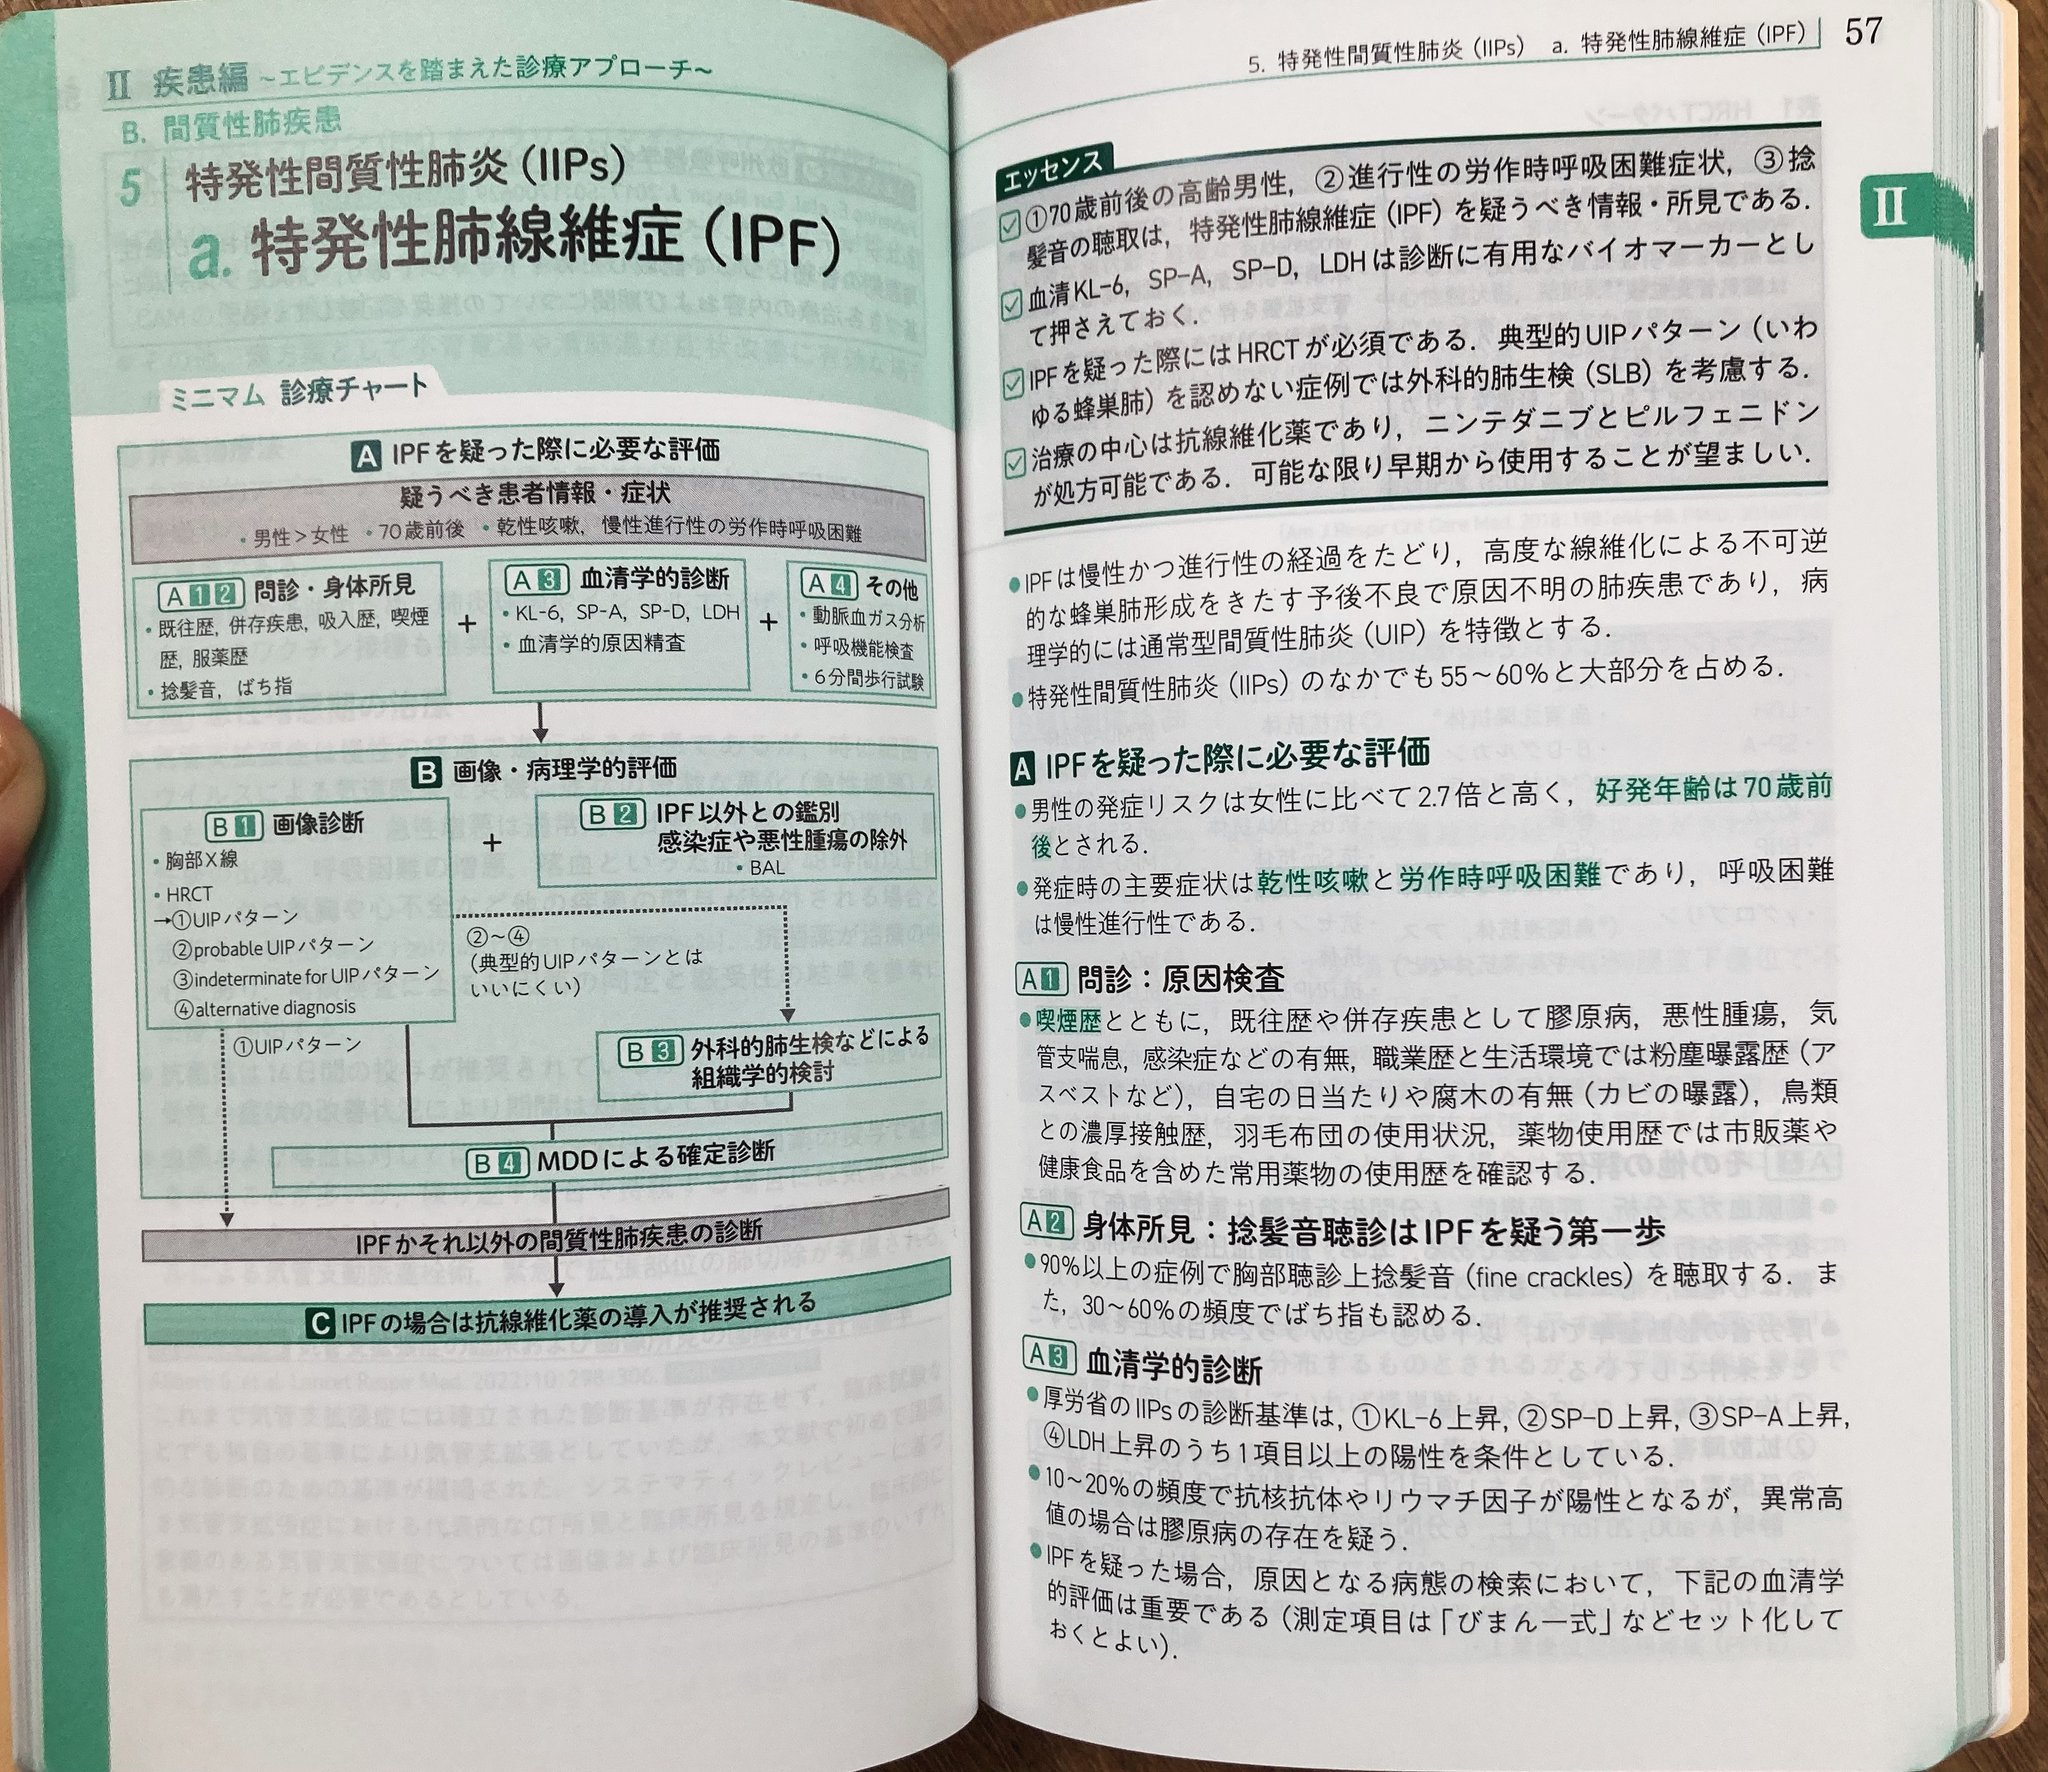 II 疾患編 ~エビデンスを踏まえた診療アプローチ~
B. 間質性肺疾患
5 特発性間質性肺炎(IIPs)
a. 特発性肺線維症(IPF)
ミニマム 診療チャート
A IPFを疑った際に必要な評価
疑うべき患者情報・症状
・男性>女性 ・70歳前後 ・乾性咳嗽,慢性進行性の労作時呼吸困難
A 1 2 問診・身体所見
・既往歴,併存疾患,吸入歴,喫煙
歴,服薬歴
・捻髪音,ばち指
+
A 3 血清学的診断
・KL-6, SP-A, SP-D, LDH
・血清学的原因精査
+
A 4 その他
・動脈血ガス分析
・呼吸機能検査
・6分間歩行試験
B 画像・病理学的評価
B 1 画像診断
・胸部X線
・HRCT
→①UIPパターン
②probable UIPパターン
③indeterminate for UIPパターン
④alternative diagnosis
+
B 2 IPF以外との鑑別
感染症や悪性腫瘍の除外
・BAL
②~④
(典型的UIPパターンとは
いいにくい)
①UIPパターン
B 3 外科的肺生検などによる
組織学的検討
B 4 MDDによる確定診断
IPFかそれ以外の間質性肺疾患の診断
C IPFの場合は抗線維化薬の導入が推奨される
5. 特発性間質性肺炎(IIPs) a. 特発性肺線維症(IPF) 57
II
エッセンス
①70歳前後の高齢男性,②進行性の労作時呼吸困難症状,③捻
髪音の聴取は,特発性肺線維症(IPF)を疑うべき情報・所見である.
血清KL-6, SP-A, SP-D, LDHは診断に有用なバイオマーカーとし
て押さえておく.
IPFを疑った際にはHRCTが必須である.典型的UIPパターン(いわ
ゆる蜂巣肺)を認めない症例では外科的肺生検(SLB)を考慮する.
治療の中心は抗線維化薬であり,ニンテダニブとピルフェニドン
が処方可能である.可能な限り早期から使用することが望ましい.
●IPFは慢性かつ進行性の経過をたどり,高度な線維化による不可逆
的な蜂巣肺形成をきたす予後不良で原因不明の肺疾患であり,病
理学的には通常型間質性肺炎(UIP)を特徴とする.
●特発性間質性肺炎(IIPs)のなかでも55~60%と大部分を占める.
A IPFを疑った際に必要な評価
●男性の発症リスクは女性に比べて2.7倍と高く,好発年齢は70歳前
後とされる.
●発症時の主要症状は乾性咳嗽と労作時呼吸困難であり,呼吸困難
は慢性進行性である.
A 1 問診:原因検査
●喫煙歴とともに,既往歴や併存疾患として膠原病,悪性腫瘍,気
管支喘息,感染症などの有無,職業歴と生活環境では粉塵曝露歴(ア
スベストなど),自宅の日当たりや腐木の有無(カビの曝露),鳥類
との濃厚接触歴,羽毛布団の使用状況,薬物使用歴では市販薬や
健康食品を含めた常用薬物の使用歴を確認する.
A 2 身体所見:捻髪音聴診はIPFを疑う第一歩
●90%以上の症例で胸部聴診上捻髪音(fine crackles)を聴取する.ま
た,30~60%の頻度でばち指も認める.
A 3 血清学的診断
●厚労省のIIPsの診断基準は,①KL-6上昇,②SP-D上昇,③SP-A上昇,
④LDH上昇のうち1項目以上の陽性を条件としている.
●10~20%の頻度で抗核抗体やリウマチ因子が陽性となるが,異常高
値の場合は膠原病の存在を疑う.
●IPFを疑った場合,原因となる病態の検索において,下記の血清学
的評価は重要である(測定項目は「びまん一式」などセット化して
おくとよい).